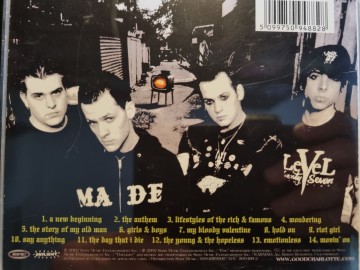 5099750948828
MADE
LeVeL
Seven
1. a new beginning 2. the anthem 3. lifestyles of the rich & famous 4. wondering
5. the story of my old man 6. girls & boys 7. my bloody valentine 8. hold on 9. riot girl
10. say anything 11. the day that i die 12. the young & the hopeless 13. emotionless 14. movin' on
epic
WWW.GOODCHARLOTTE.COM